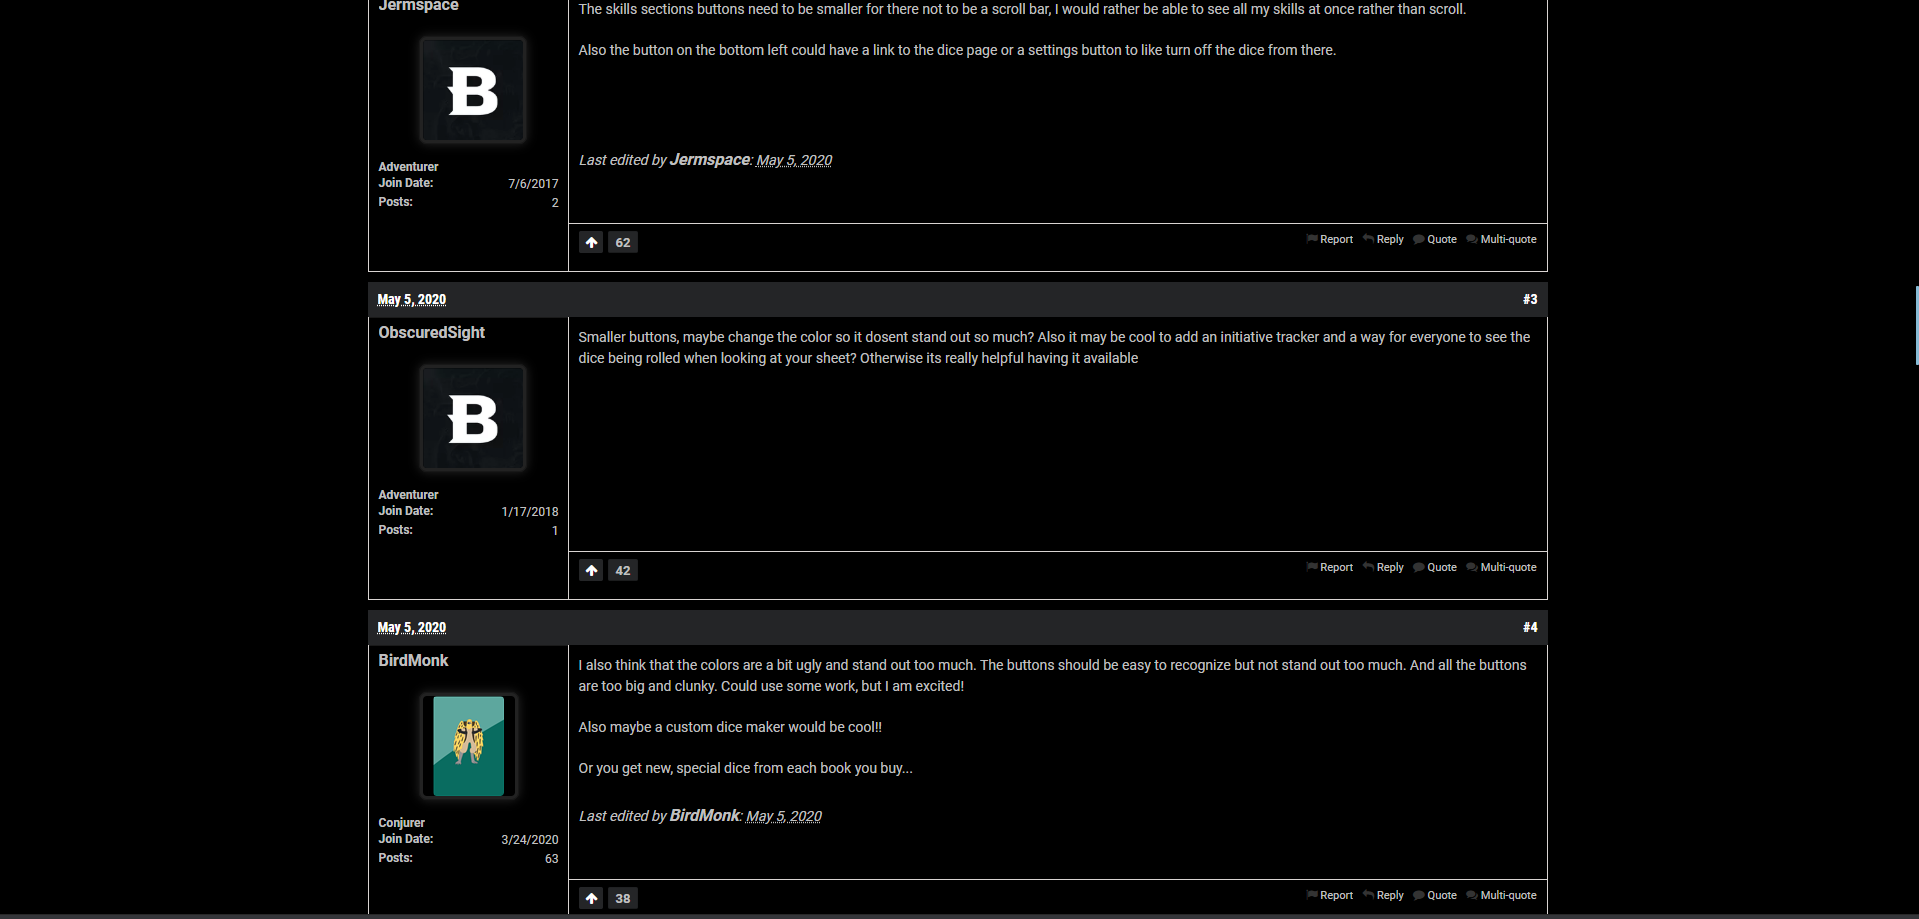 Jermspace
The skills sections buttons need to be smaller for there not to be a scroll bar, I would rather be able to see all my skills at once rather than scroll.
Also the button on the bottom left could have a link to the dice page or a settings button to like turn off the dice from there.
B
Last edited by Jermspace: May 5, 2020
Adventurer
Join Date: 7/6/2017
Posts: 2
62
Report Reply Quote Multi-quote
May 5, 2020 #3
ObscuredSight
Smaller buttons, maybe change the color so it dosent stand out so much? Also it may be cool to add an initiative tracker and a way for everyone to see the
dice being rolled when looking at your sheet? Otherwise its really helpful having it available
B
Adventurer
Join Date: 1/17/2018
Posts: 1
42
Report Reply Quote Multi-quote
May 5, 2020 #4
BirdMonk
I also think that the colors are a bit ugly and stand out too much. The buttons should be easy to recognize but not stand out too much. And all the buttons
are too big and clunky. Could use some work, but I am excited!
Also maybe a custom dice maker would be cool!!
Or you get new, special dice from each book you buy...
Last edited by BirdMonk: May 5, 2020
Conjurer
Join Date: 3/24/2020
Posts: 63
38
Report Reply Quote Multi-quote